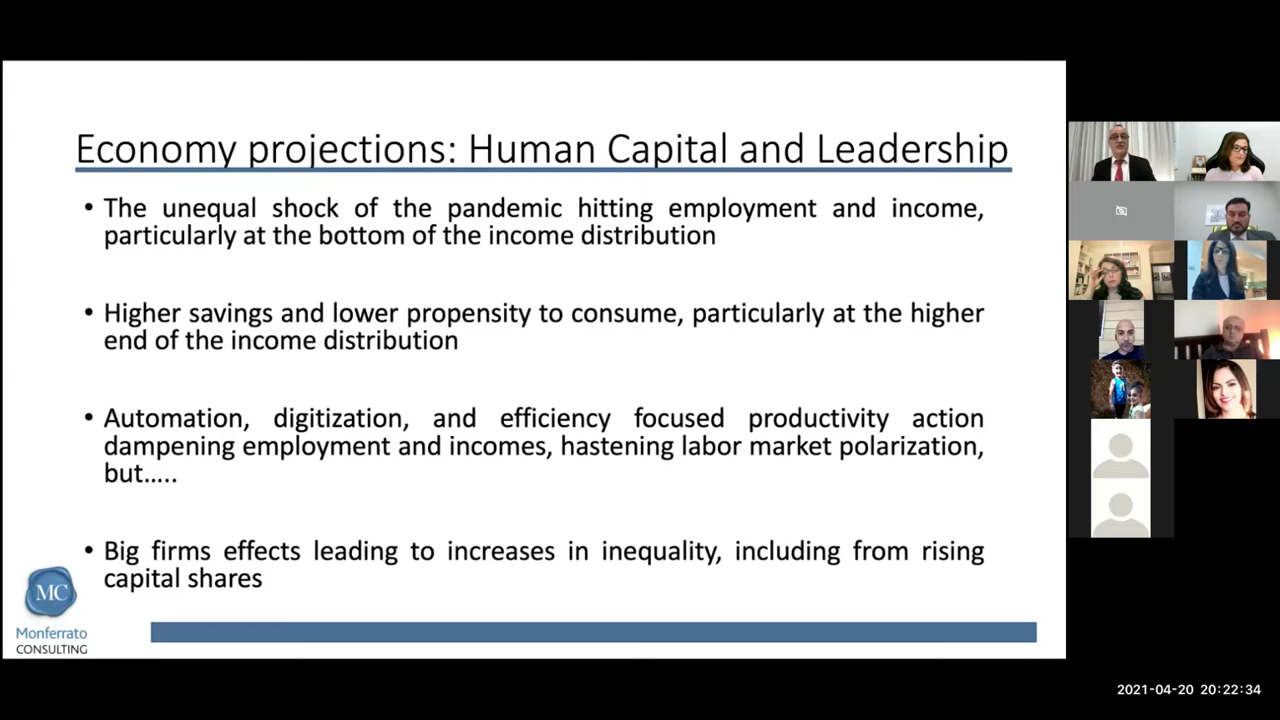 Economy projections: Human Capital and Leadership
• The unequal shock of the pandemic hitting employment and income,
particularly at the bottom of the income distribution
• Higher savings and lower propensity to consume, particularly at the higher
end of the income distribution
• Automation, digitization, and efficiency focused productivity action
dampening employment and incomes, hastening labor market polarization,
but…..
• Big firms effects leading to increases in inequality, including from rising
capital shares
MC
Monferrato
CONSULTING
2021-04-20 20:22:34